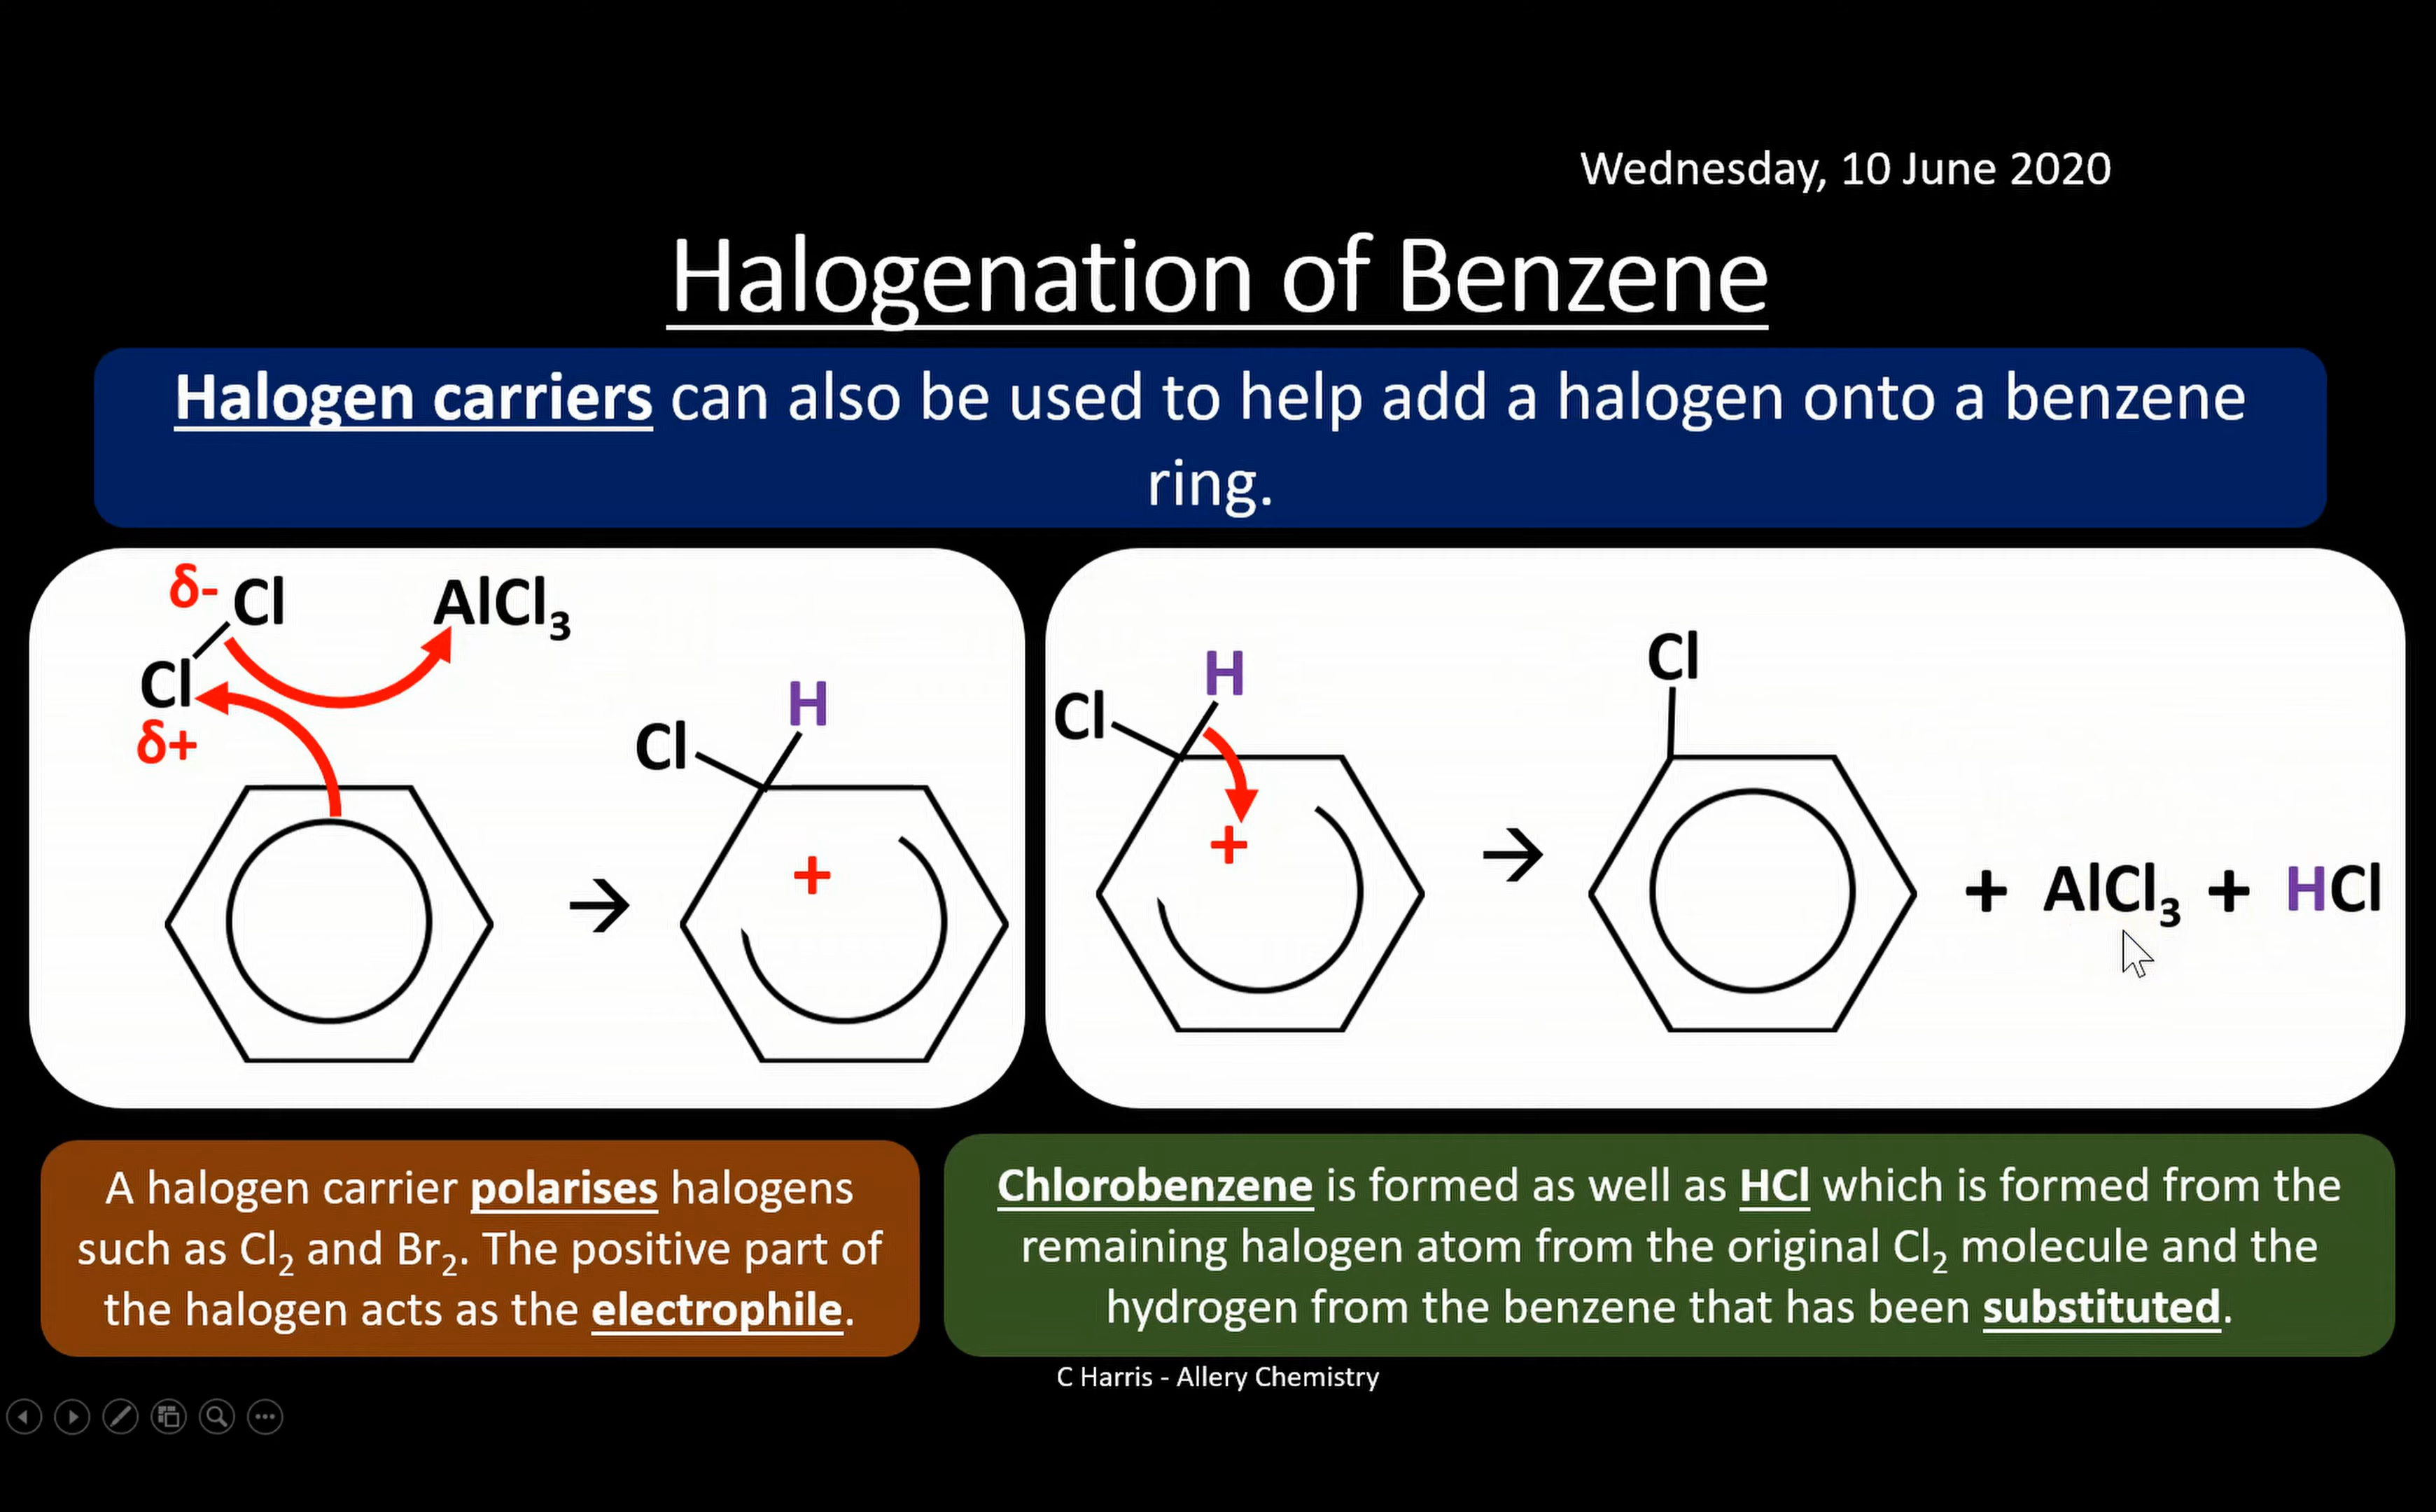 Wednesday, 10 June 2020
Halogenation of Benzene
Halogen carriers can also be used to help add a halogen onto a benzene
ring.
δ- Cl
AlCl₃
Cl
δ+
H
Cl
+
→
H
Cl
+
→
Cl
+ AlCl₃ + HCl
A halogen carrier polarises halogens
such as Cl₂ and Br₂. The positive part of
the halogen acts as the electrophile.
Chlorobenzene is formed as well as HCl which is formed from the
remaining halogen atom from the original Cl₂ molecule and the
hydrogen from the benzene that has been substituted.
C Harris - Allery Chemistry